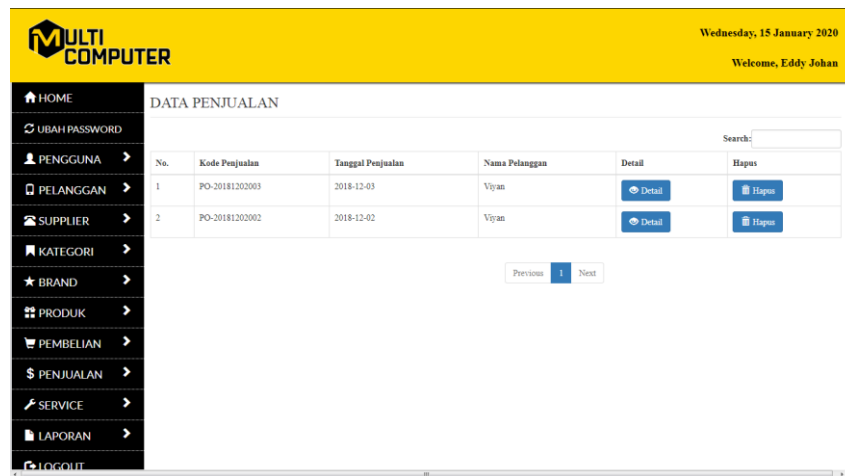 MULTI
COMPUTER
Wednesday, 15 January 2020
Welcome, Eddy Johan
HOME
UBAH PASSWORD
PENGGUNA
PELANGGAN
SUPPLIER
KATEGORI
BRAND
PRODUK
PEMBELIAN
$ PENJUALAN
SERVICE
LAPORAN
LOGOUT
DATA PENJUALAN
Search:
No. Kode Penjualan Tanggal Penjualan Nama Pelanggan Detail Hapus
1 PO-20181202003 2018-12-03 Viyan Detail Hapus
2 PO-20181202002 2018-12-02 Viyan Detail Hapus
Previous 1 Next